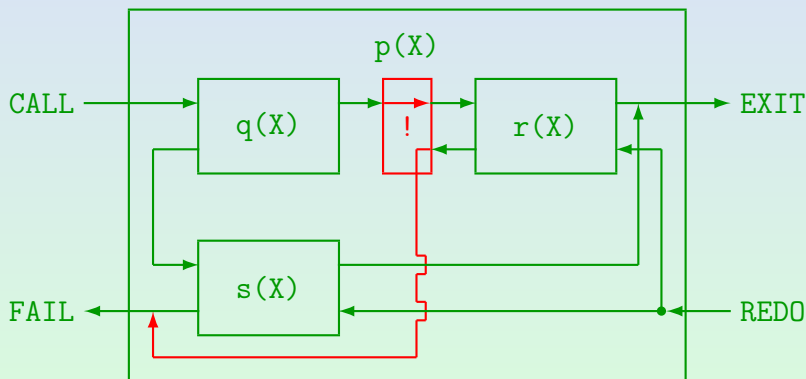 p(X)
CALL
q(X)
!
r(X)
EXIT
s(X)
FAIL
REDO